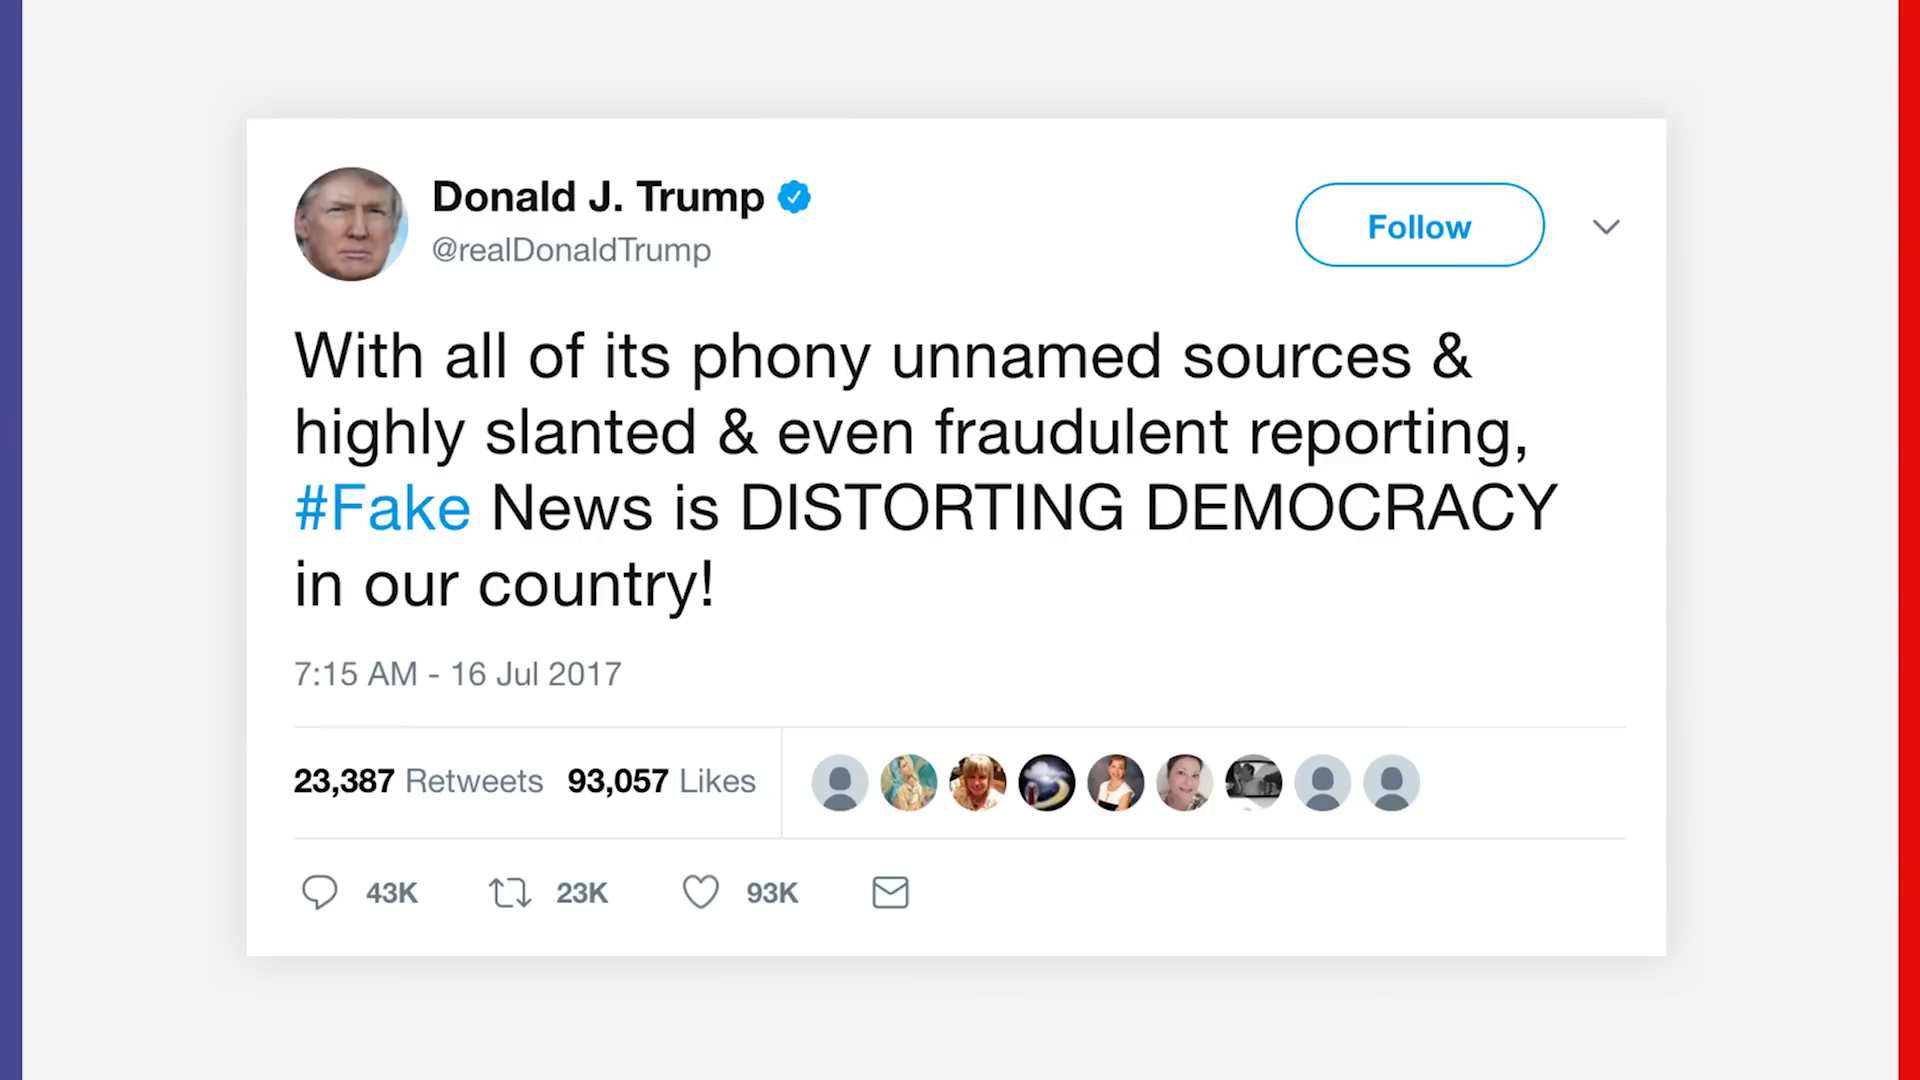 Donald J. Trump
@realDonaldTrump
Follow
With all of its phony unnamed sources &
highly slanted & even fraudulent reporting,
#Fake News is DISTORTING DEMOCRACY
in our country!
7:15 AM - 16 Jul 2017
23,387 Retweets 93,057 Likes
43K 23K 93K